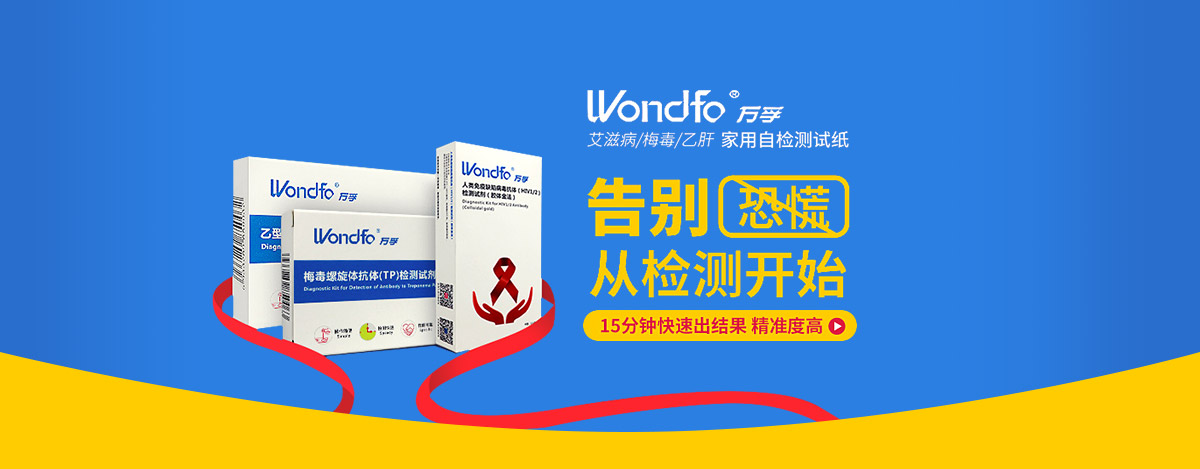 Wondfo® 万孚
艾滋病/梅毒/乙肝 家用自检测试纸
告别 恐慌
从检测开始
15分钟快速出结果 精准度高
Wondfo® 万孚
乙型
Wondfo® 万孚
梅毒螺旋体抗体(TP)检测试剂
Diagnostic Kit for Detection of Antibody to Treponema
Wondfo® 万孚
人类免疫缺陷病毒抗体(HIV1/2)
检测试剂(胶体金法)
Diagnostic Kit for HIV1/2 Antibody
(Colloidal gold)